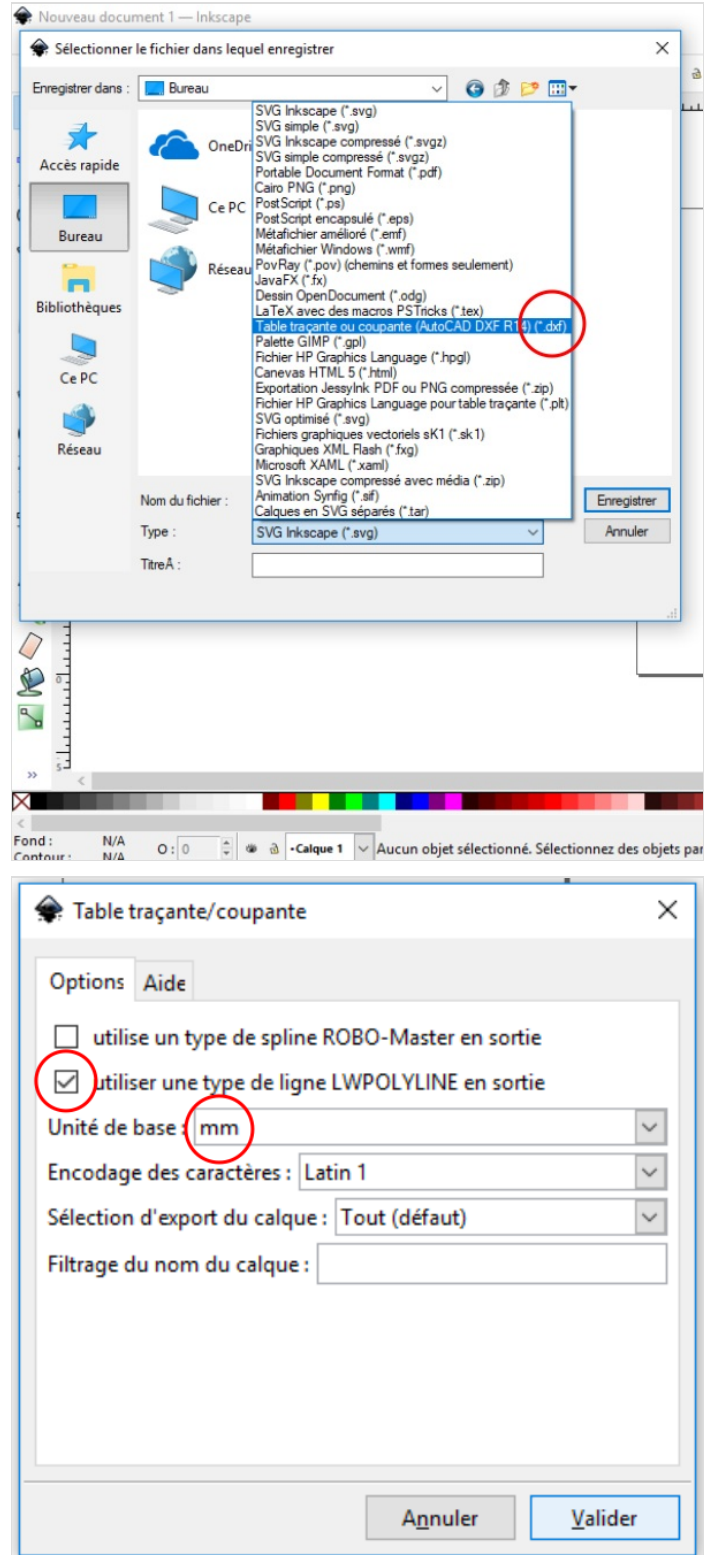 Nouveau document 1 — Inkscape
Sélectionner le fichier dans lequel enregistrer
Enregistrer dans :
Bureau
SVG Inkscape (*.svg)
SVG simple (*.svg)
SVG Inkscape compressé (*.svgz)
SVG simple compressé (*.svgz)
Portable Document Format (*.pdf)
Cairo PNG (*.png)
PostScript (*.ps)
PostScript encapsulé (*.eps)
Métafichier amélioré (*.emf)
Métafichier Windows (*.wmf)
PovRay (*.pov) (chemins et formes seulement)
JavaFX (*.fx)
Dessin OpenDocument (*.odg)
LaTeX avec des macros PSTricks (*.tex)
Table traçante ou coupante (AutoCAD DXF R14) (*.dxf)
Palette GIMP (*.gpl)
Fichier HP Graphics Language (*.hpgl)
Canevas HTML 5 (*.html)
Exportation JessyInk PDF ou PNG compressée (*.zip)
Fichier HP Graphics Language pour table traçante (*.plt)
SVG optimisé (*.svg)
Fichiers graphiques vectoriels sK1 (*.sk1)
Graphiques XML Flash (*.fxg)
Microsoft XAML (*.xaml)
SVG Inkscape compressé avec média (*.zip)
Animation Synfig (*.sif)
Calques en SVG séparés (*.tar)
Accès rapide
Bureau
Bibliothèques
Ce PC
Réseau
OneDri
Ce PC
Réseau
Nom du fichier :
Enregistrer
Type :
SVG Inkscape (*.svg)
Annuler
TitreÂ :
0
5
»
Fond :
N/A
Contour :
N/A
O : 0
•Calque 1
Aucun objet sélectionné. Sélectionnez des objets par
Table traçante/coupante
Options
Aide
utilise un type de spline ROBO-Master en sortie
utiliser une type de ligne LWPOLYLINE en sortie
Unité de base : mm
Encodage des caractères : Latin 1
Sélection d'export du calque : Tout (défaut)
Filtrage du nom du calque :
Annuler
Valider